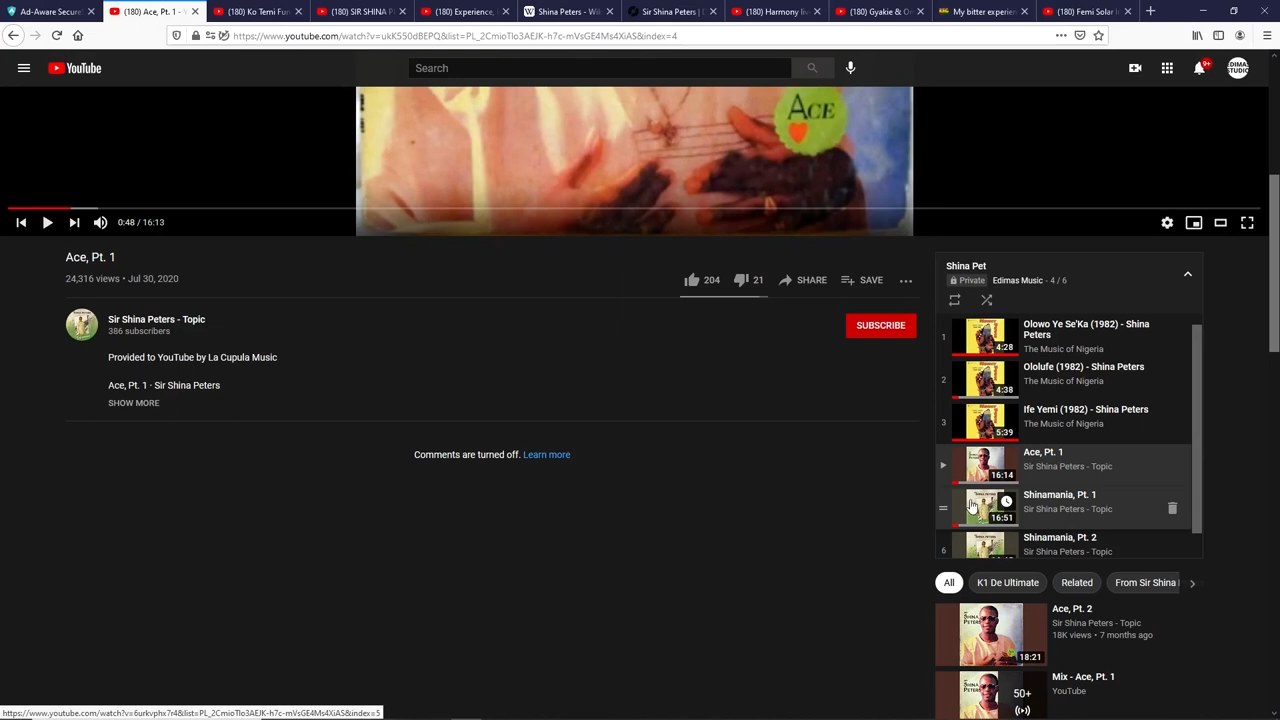 Ad-Aware Secure
(180) Ace, Pt. 1 - Y
(180) Ko Temi Fun
(180) SIR SHINA P
(180) Experience,
Shina Peters - Wi
Sir Shina Peters | D
(180) Harmony liv
(180) Gyakie & O
My bitter experien
(180) Femi Solar I
https://www.youtube.com/watch?v=ukK550dBEPQ&list=PL_2CmioTlo3AEJK-h7c-mVsGE4Ms4XiAS&index=4
YouTube
Search
9+
EDIMAS
STUDIO
ACE
0:48 / 16:13
Ace, Pt. 1
24,316 views • Jul 30, 2020
204
21
SHARE
SAVE
Sir Shina Peters - Topic
386 subscribers
SUBSCRIBE
Provided to YouTube by La Cupula Music
Ace, Pt. 1 · Sir Shina Peters
SHOW MORE
Comments are turned off. Learn more
Shina Pet
Private
Edimas Music - 4 / 6
1
4:28
Olowo Ye Se'Ka (1982) - Shina
Peters
The Music of Nigeria
2
4:38
Ololufe (1982) - Shina Peters
The Music of Nigeria
3
5:39
Ife Yemi (1982) - Shina Peters
The Music of Nigeria
16:14
Ace, Pt. 1
Sir Shina Peters - Topic
16:51
Shinamania, Pt. 1
Sir Shina Peters - Topic
6
Shinamania, Pt. 2
Sir Shina Peters - Topic
All
K1 De Ultimate
Related
From Sir Shina
SHINA
PETERS
18:21
Ace, Pt. 2
Sir Shina Peters - Topic
18K views • 7 months ago
SHINA
PETERS
50+
Mix - Ace, Pt. 1
YouTube
https://www.youtube.com/watch?v=6urkvphx7r4&list=PL_2CmioTlo3AEJK-h7c-mVsGE4Ms4XiAS&index=5